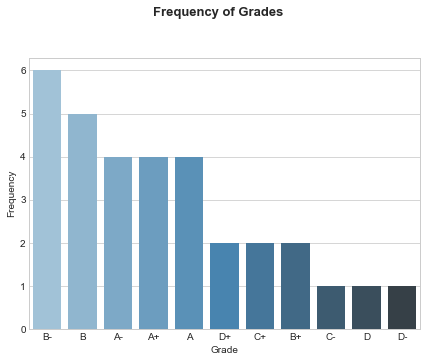 Frequency of Grades
6
5
4
3
2
1
0
Frequency
B- B A- A+ A D+ C+ B+ C- D D-
Grade